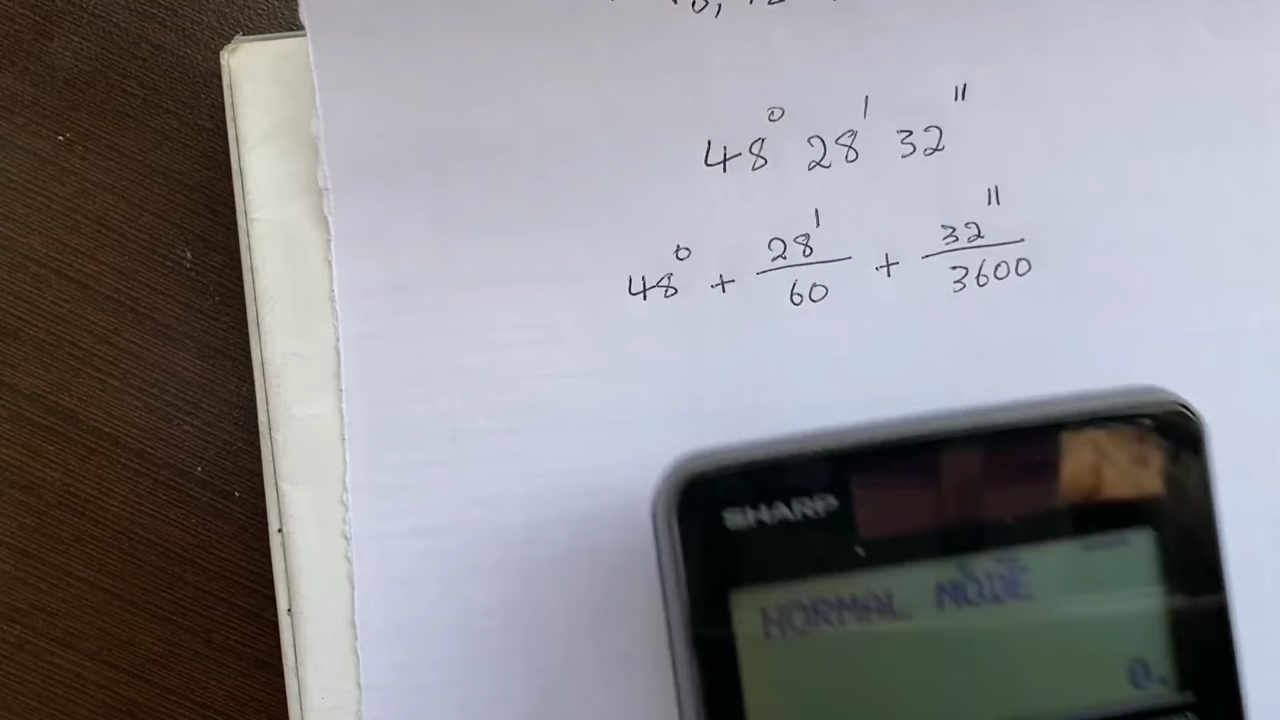 48° 28' 32"
48° + 28'/60 + 32"/3600
SHARP
NORMAL MODE
0.